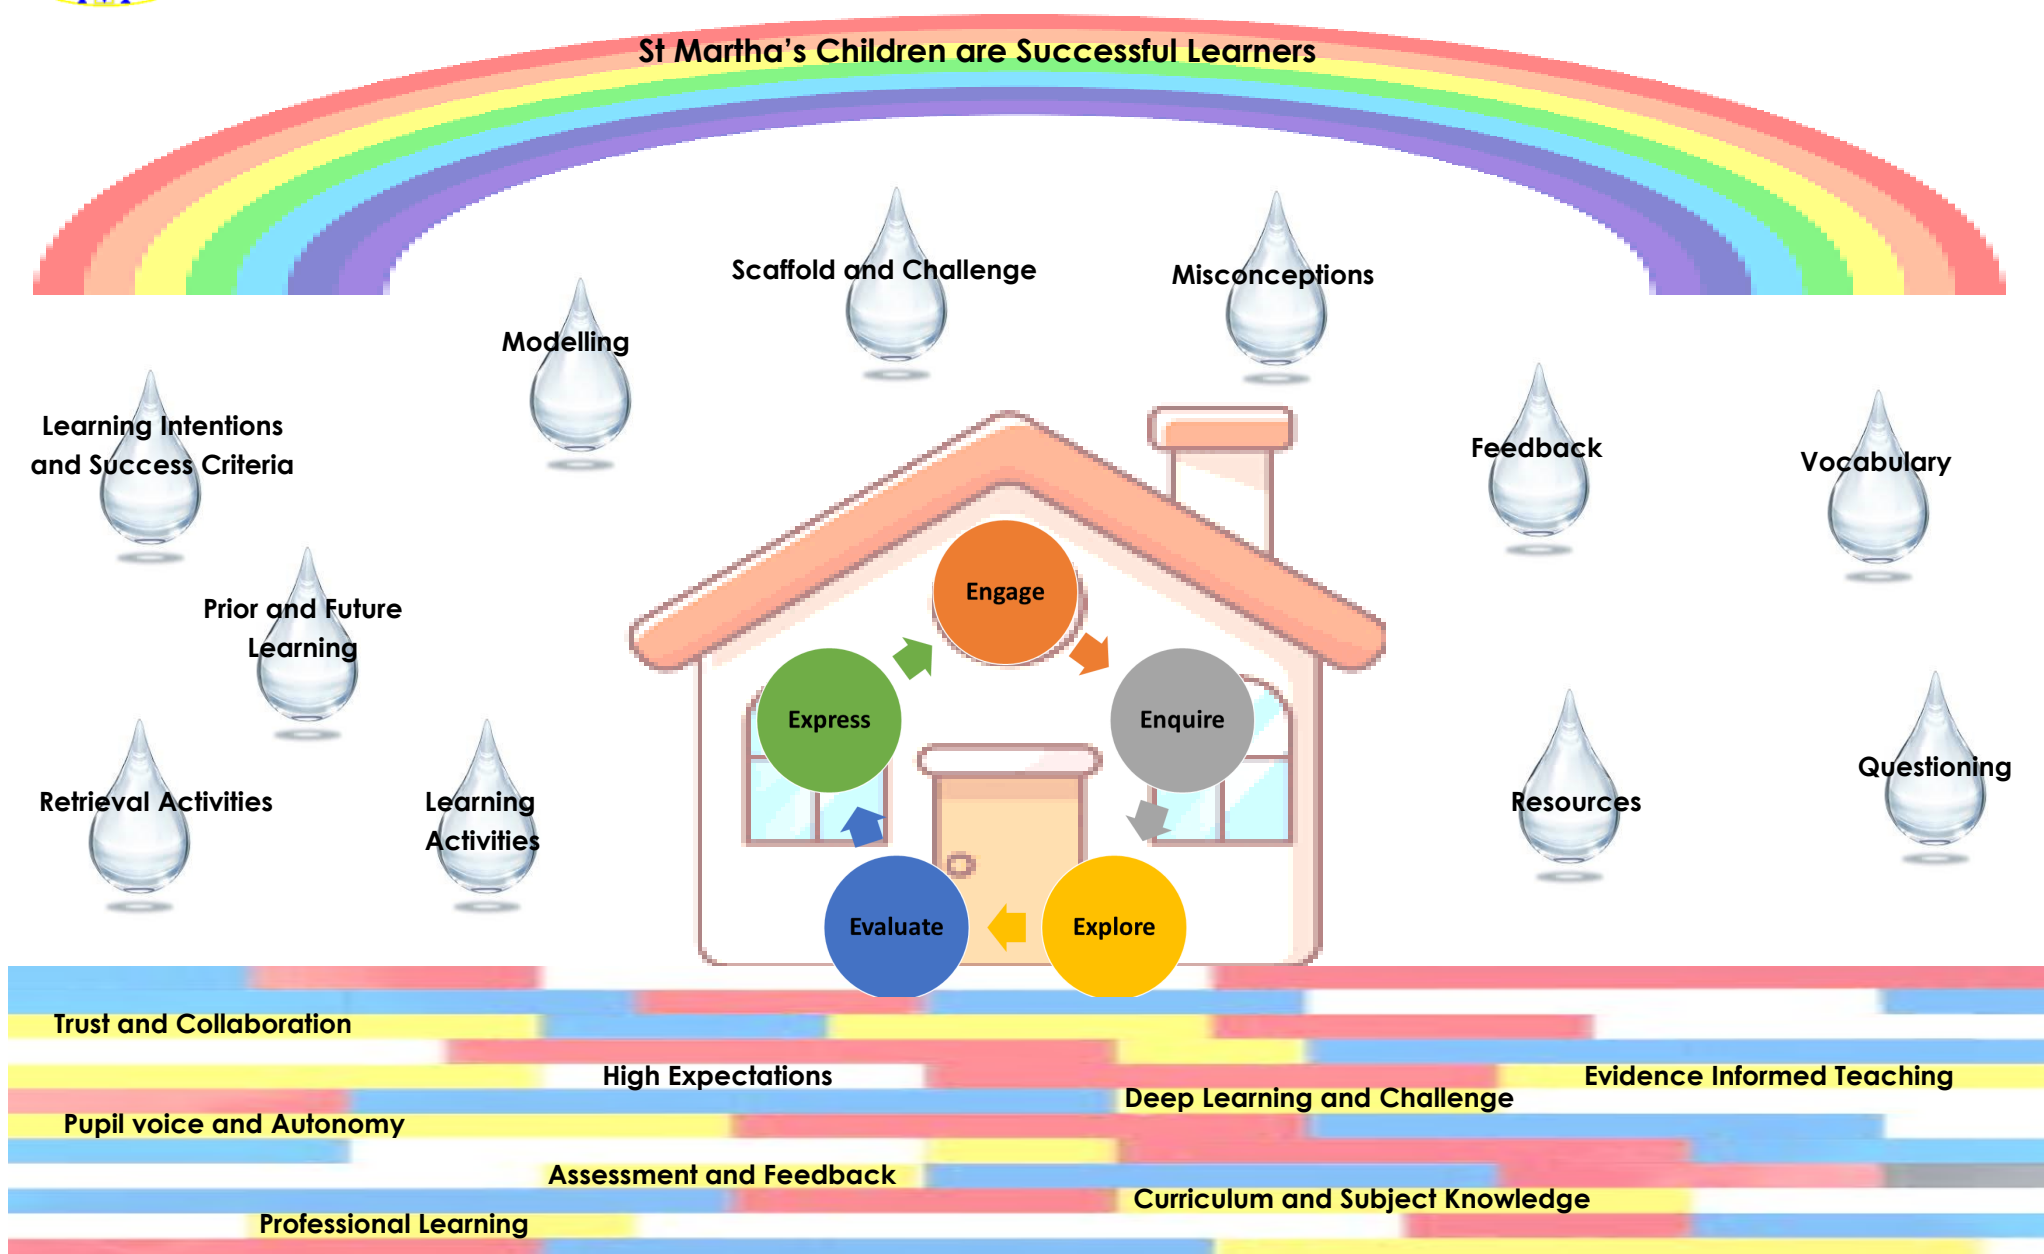 St Martha’s Children are Successful Learners
Scaffold and Challenge
Misconceptions
Modelling
Learning Intentions
and Success Criteria
Feedback
Vocabulary
Prior and Future
Learning
Retrieval Activities
Learning
Activities
Resources
Questioning
Engage
Enquire
Explore
Evaluate
Express
Trust and Collaboration
High Expectations
Evidence Informed Teaching
Deep Learning and Challenge
Pupil voice and Autonomy
Assessment and Feedback
Curriculum and Subject Knowledge
Professional Learning